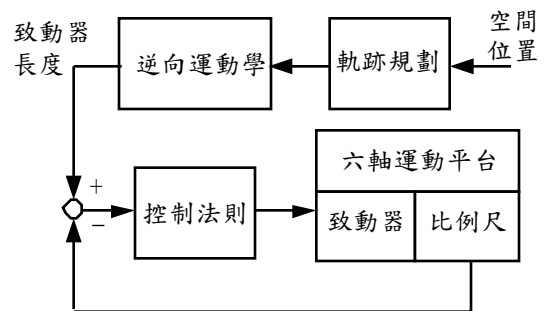 致動器
長度
逆向運動學
軌跡規劃
空間
位置
+
−
控制法則
六軸運動平台
致動器
比例尺